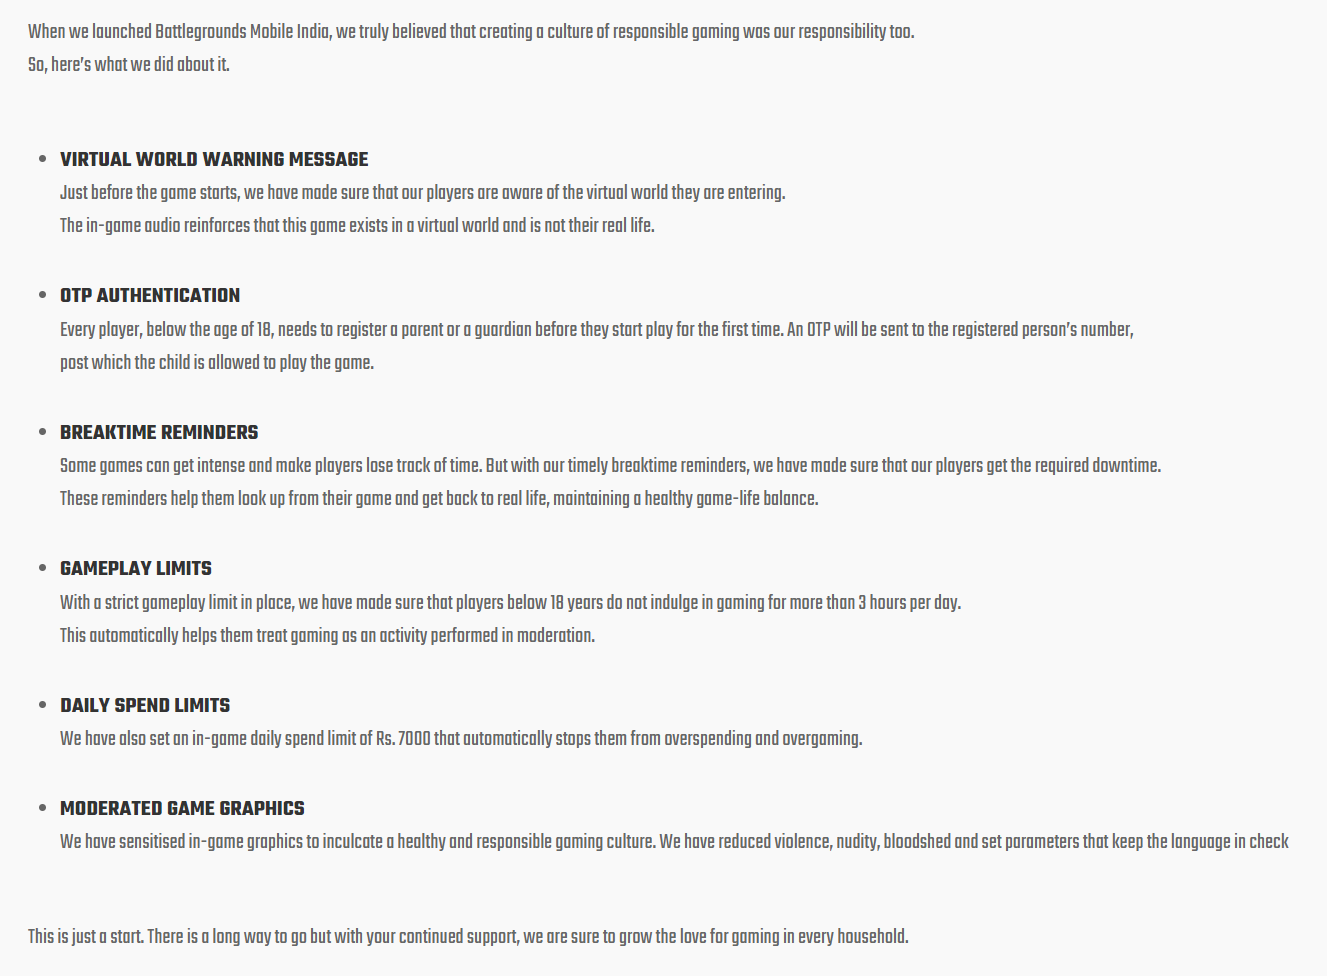 When we launched Battlegrounds Mobile India, we truly believed that creating a culture of responsible gaming was our responsibility too.
So, here’s what we did about it.
• VIRTUAL WORLD WARNING MESSAGE
Just before the game starts, we have made sure that our players are aware of the virtual world they are entering.
The in-game audio reinforces that this game exists in a virtual world and is not their real life.
• OTP AUTHENTICATION
Every player, below the age of 18, needs to register a parent or a guardian before they start play for the first time. An OTP will be sent to the registered person’s number,
post which the child is allowed to play the game.
• BREAKTIME REMINDERS
Some games can get intense and make players lose track of time. But with our timely breaktime reminders, we have made sure that our players get the required downtime.
These reminders help them look up from their game and get back to real life, maintaining a healthy game-life balance.
• GAMEPLAY LIMITS
With a strict gameplay limit in place, we have made sure that players below 18 years do not indulge in gaming for more than 3 hours per day.
This automatically helps them treat gaming as an activity performed in moderation.
• DAILY SPEND LIMITS
We have also set an in-game daily spend limit of Rs. 7000 that automatically stops them from overspending and overgaming.
• MODERATED GAME GRAPHICS
We have sensitised in-game graphics to inculcate a healthy and responsible gaming culture. We have reduced violence, nudity, bloodshed and set parameters that keep the language in check
This is just a start. There is a long way to go but with your continued support, we are sure to grow the love for gaming in every household.